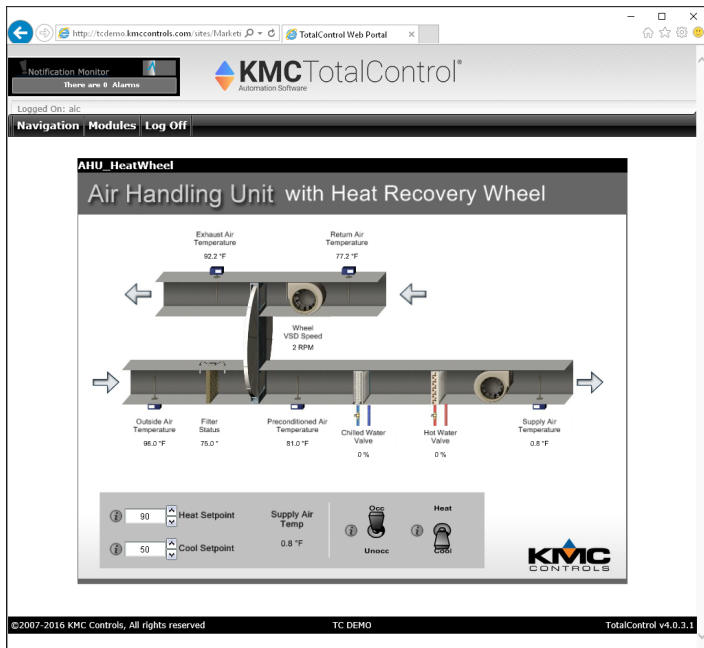 http://tcdemo.kmccontrols.com/sites/Marketi
TotalControl Web Portal
Notification Monitor
There are 0 Alarms
KMC TotalControl®
Automation Software
Logged On: aic
Navigation Modules Log Off
AHU_HeatWheel
Air Handling Unit with Heat Recovery Wheel
Exhaust Air
Temperature
92.2 °F
Return Air
Temperature
77.2 °F
Wheel
VSD Speed
2 RPM
Outside Air
Temperature
96.0 °F
Filter
Status
75.0 "
Preconditioned Air
Temperature
81.0 °F
Chilled Water
Valve
0 %
Hot Water
Valve
0 %
Supply Air
Temperature
0.8 °F
90 Heat Setpoint
50 Cool Setpoint
Supply Air
Temp
0.8 °F
Occ
Unocc
Heat
Cool
KMC
CONTROLS
©2007-2016 KMC Controls, All rights reserved
TC DEMO
TotalControl v4.0.3.1